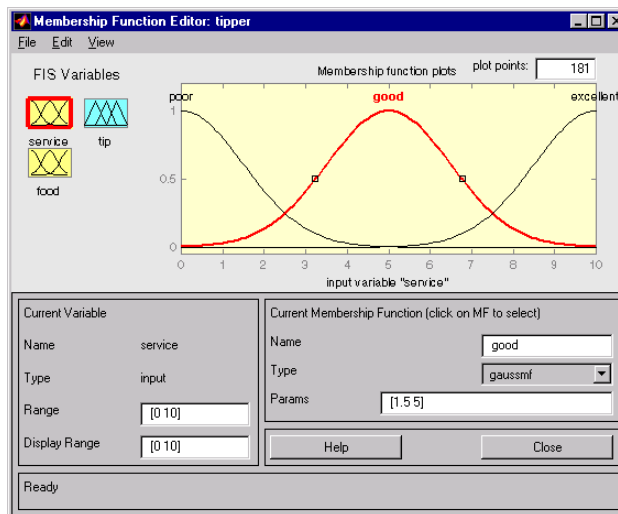 Membership Function Editor: tipper
File Edit View
FIS Variables
service
tip
food
Membership function plots
plot points:
181
poor
good
excellent
1
0.5
0
0 1 2 3 4 5 6 7 8 9 10
input variable "service"
Current Variable
Name service
Type input
Range [0 10]
Display Range [0 10]
Current Membership Function (click on MF to select)
Name good
Type gaussmf
Params [1.5 5]
Help Close
Ready